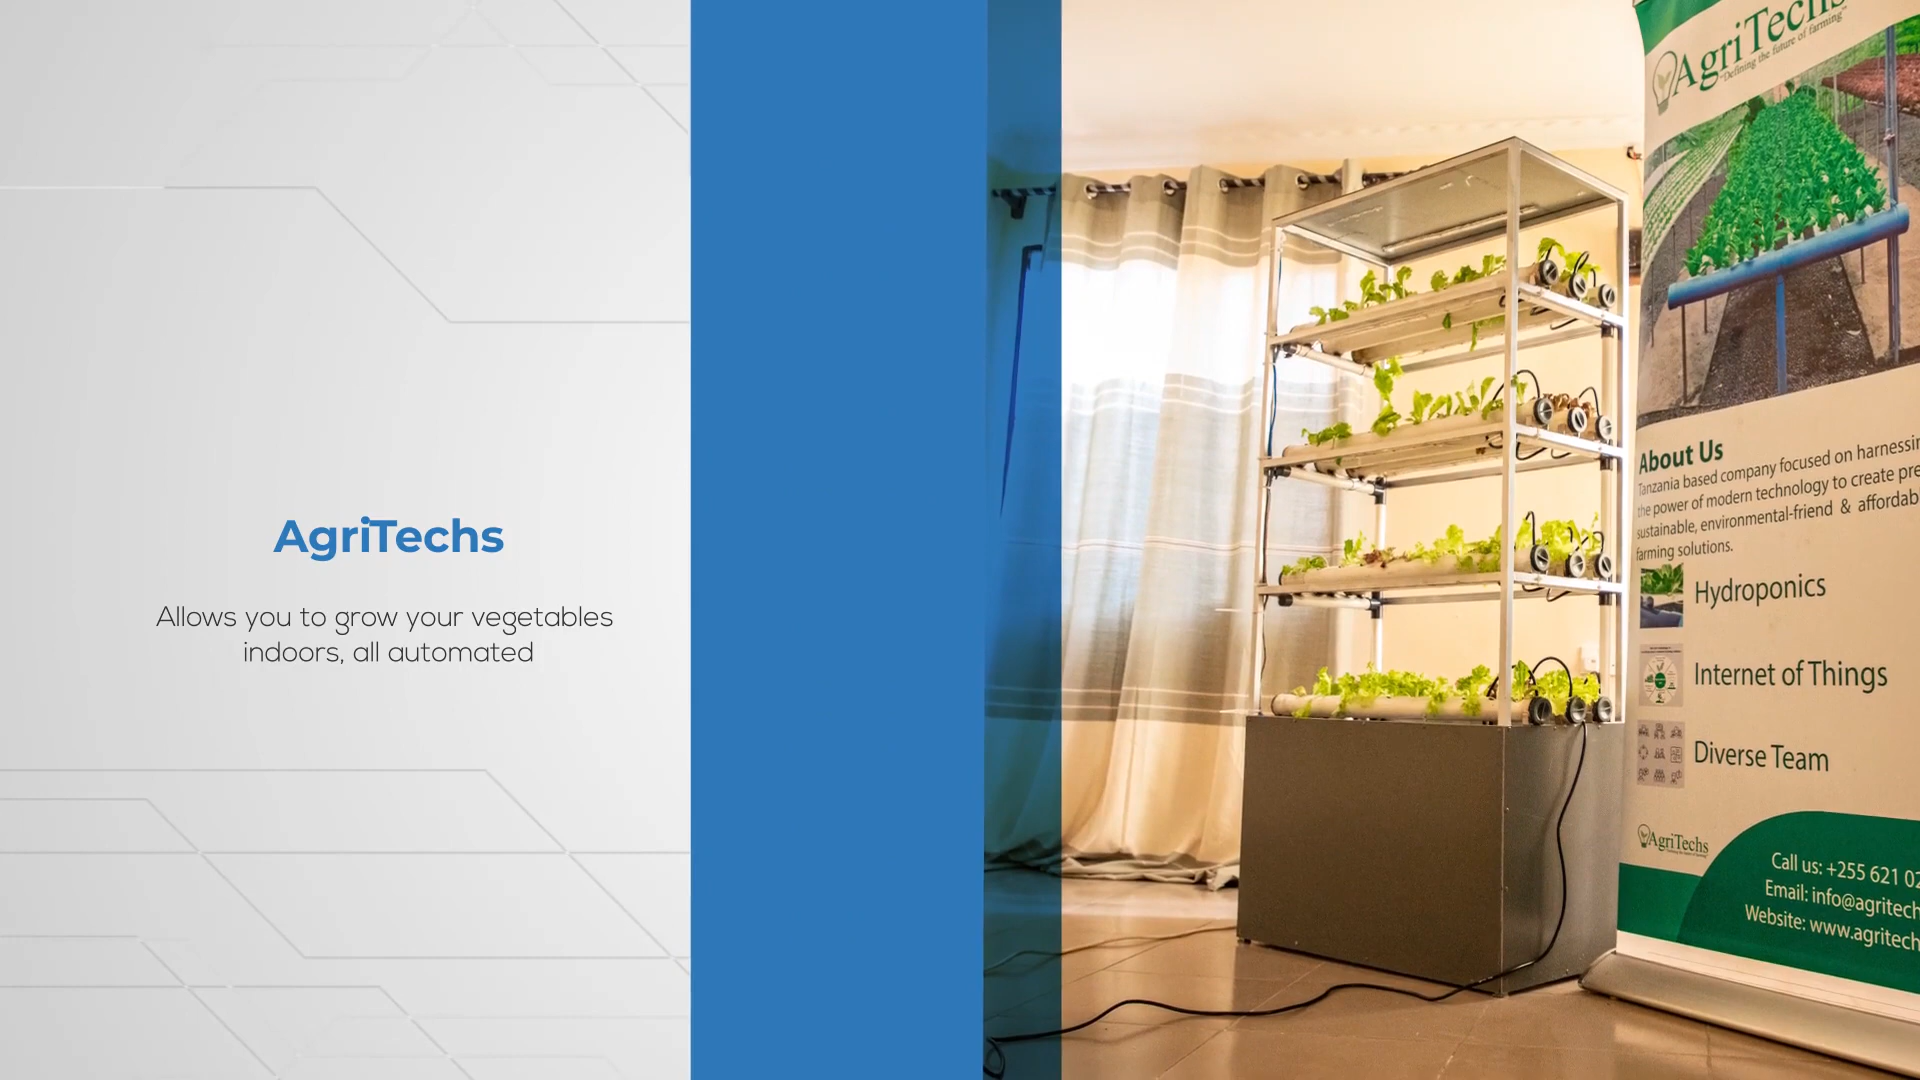 AgriTechs
Allows you to grow your vegetables
indoors, all automated
AgriTechs
"Defining the future of farming"
About Us
Tanzania based company focused on harnessin
the power of modern technology to create pre
sustainable, environmental-friend & affordab
farming solutions.
Hydroponics
Internet of Things
Diverse Team
AgriTechs
Call us: +255 621 02
Email: info@agritech
Website: www.agritech